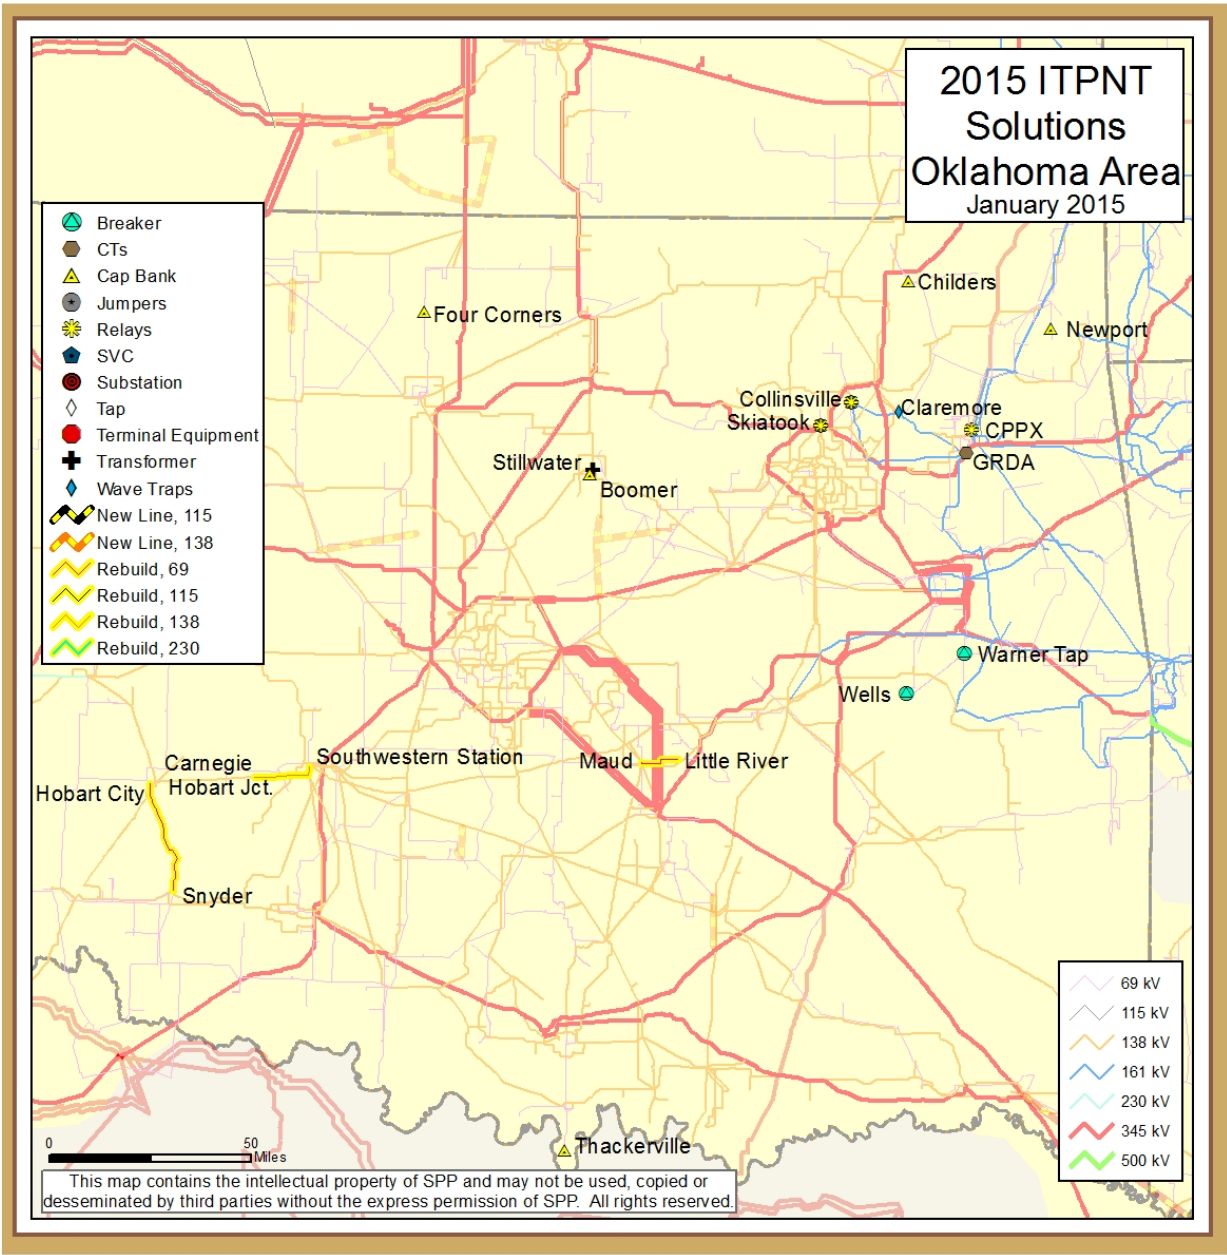 2015 ITPNT
Solutions
Oklahoma Area
January 2015
Breaker
CTs
Cap Bank
Jumpers
Relays
SVC
Substation
Tap
Terminal Equipment
Transformer
Wave Traps
New Line, 115
New Line, 138
Rebuild, 69
Rebuild, 115
Rebuild, 138
Rebuild, 230
Childers
Four Corners
Newport
Collinsville
Claremore
Skiatook
CPPX
GRDA
Stillwater
Boomer
Warner Tap
Wells
Southwestern Station
Carnegie
Maud
Little River
Hobart Jct.
Hobart City
Snyder
Thackerville
69 kV
115 kV
138 kV
161 kV
230 kV
345 kV
500 kV
0 50
Miles
This map contains the intellectual property of SPP and may not be used, copied or
desseminated by third parties without the express permission of SPP. All rights reserved.